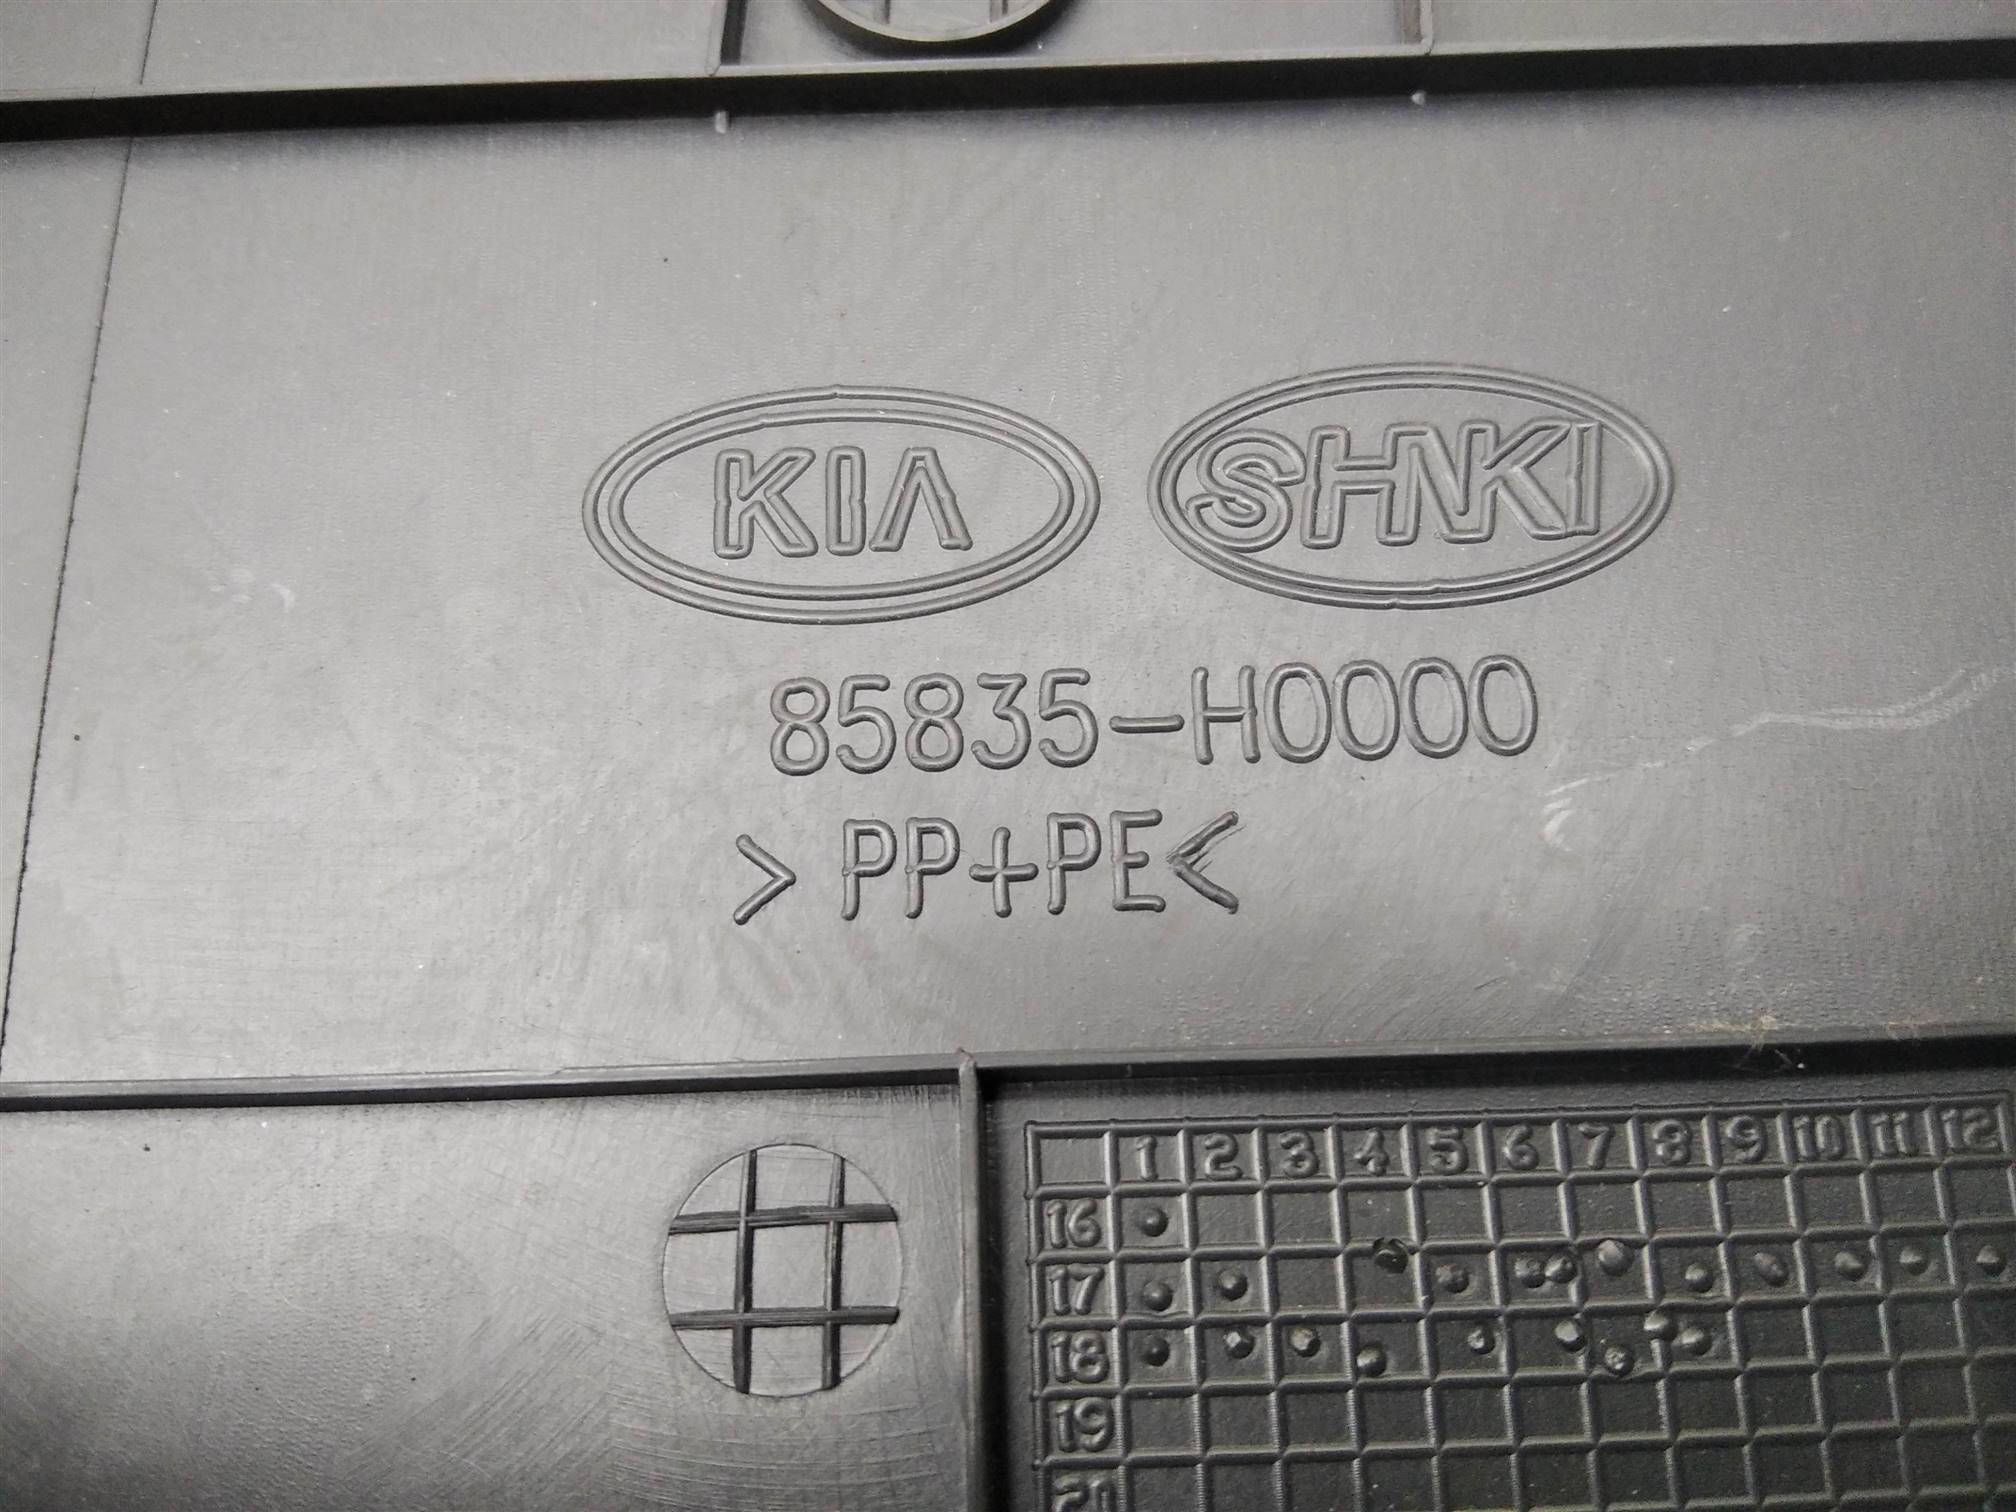 KIA SHNKI
85835-H0000
>PP+PE<
1 2 3 4 5 6 7 8 9 10 11 12
16
17
18
19